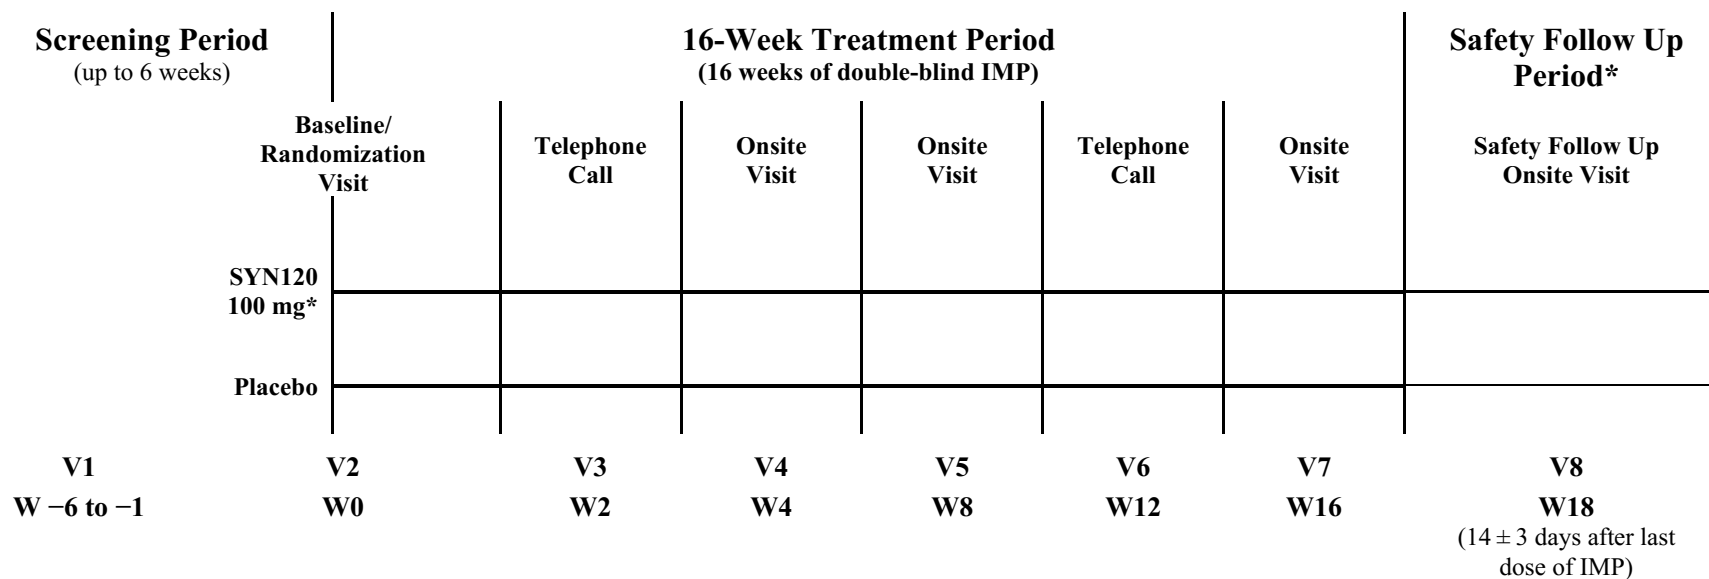 Screening Period
(up to 6 weeks)
16-Week Treatment Period
(16 weeks of double-blind IMP)
Safety Follow Up
Period*
Baseline/
Randomization
Visit
Telephone
Call
Onsite
Visit
Onsite
Visit
Telephone
Call
Onsite
Visit
Safety Follow Up
Onsite Visit
SYN120
100 mg*
Placebo
V1 V2 V3 V4 V5 V6 V7 V8
W −6 to −1 W0 W2 W4 W8 W12 W16 W18
(14 ± 3 days after last
dose of IMP)